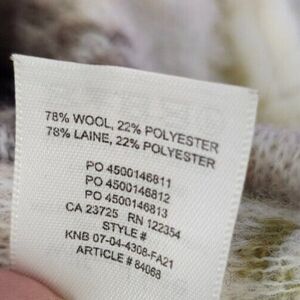 78% WOOL, 22% POLYESTER
78% LAINE, 22% POLYESTER
PO 4500146811
PO 4500146812
PO 4500146813
CA 23725 RN 122354
STYLE #
KNB 07-04-4308-FA21
ARTICLE # 84068